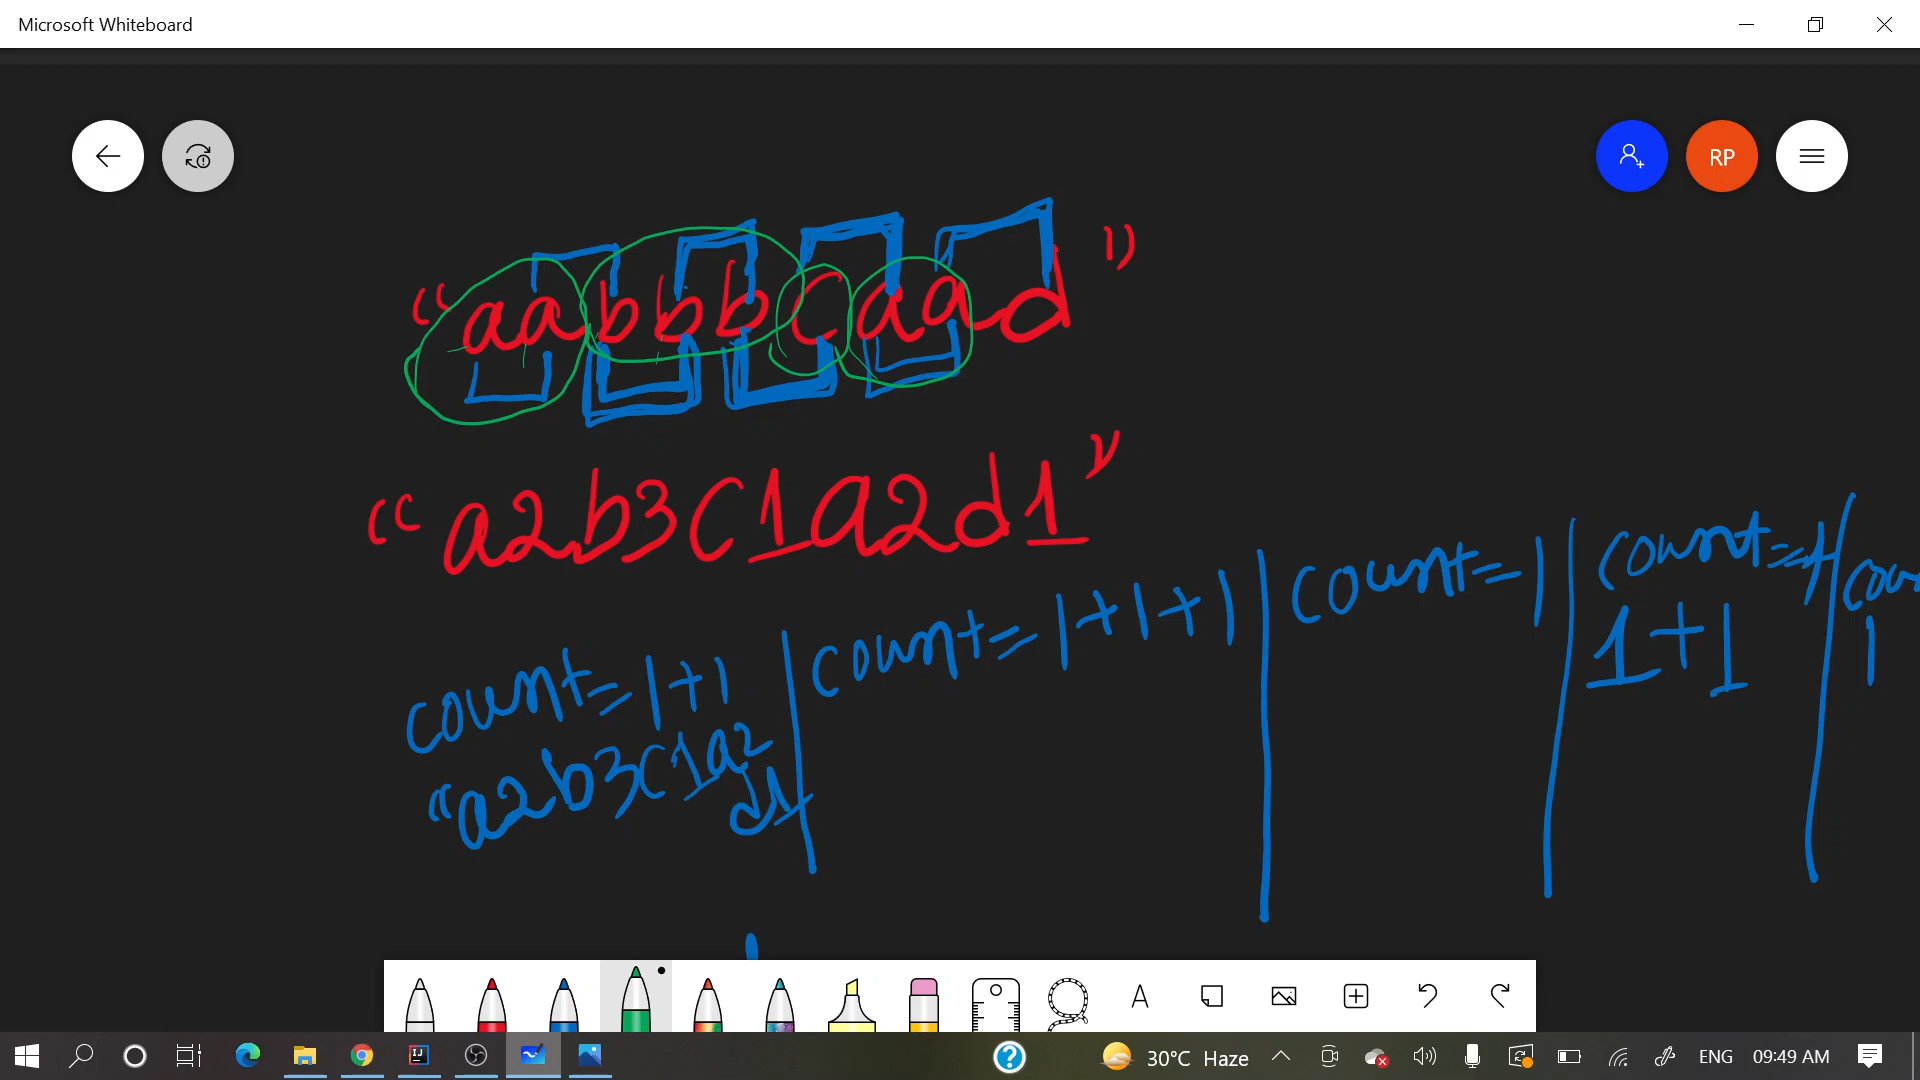 Microsoft Whiteboard
RP
“aabbbcaad”
“a2b3c1a2d1”
count=1+1
count=1+1+1
count=1
count=1
1+1
1
“a2b3c1a2
d1
A
30°C Haze
ENG
09:49 AM